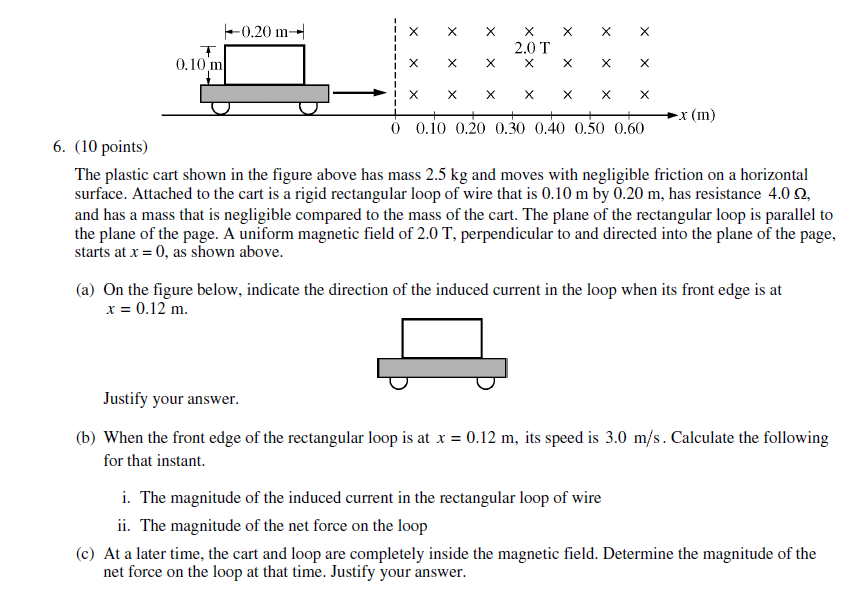 0.20 m
× × × × × × ×
2.0 T
0.10 m
× × × × × × ×
× × × × × × ×
x (m)
0 0.10 0.20 0.30 0.40 0.50 0.60
6. (10 points)
The plastic cart shown in the figure above has mass 2.5 kg and moves with negligible friction on a horizontal
surface. Attached to the cart is a rigid rectangular loop of wire that is 0.10 m by 0.20 m, has resistance 4.0 Ω,
and has a mass that is negligible compared to the mass of the cart. The plane of the rectangular loop is parallel to
the plane of the page. A uniform magnetic field of 2.0 T, perpendicular to and directed into the plane of the page,
starts at x = 0, as shown above.
(a) On the figure below, indicate the direction of the induced current in the loop when its front edge is at
x = 0.12 m.
Justify your answer.
(b) When the front edge of the rectangular loop is at x = 0.12 m, its speed is 3.0 m/s. Calculate the following
for that instant.
i. The magnitude of the induced current in the rectangular loop of wire
ii. The magnitude of the net force on the loop
(c) At a later time, the cart and loop are completely inside the magnetic field. Determine the magnitude of the
net force on the loop at that time. Justify your answer.